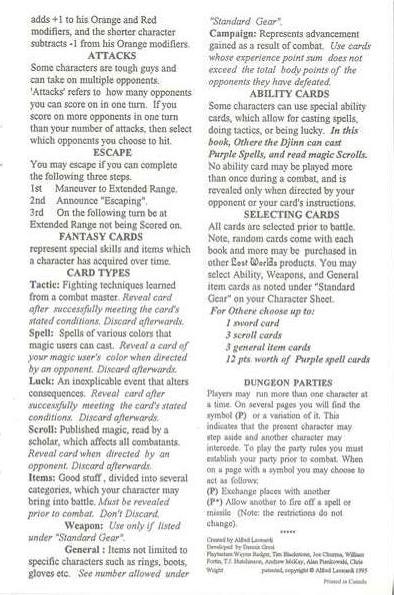 adds +1 to his Orange and Red
modifiers, and the shorter character
subtracts -1 from his Orange modifiers.
ATTACKS
Some characters are tough guys and
can take on multiple opponents.
'Attacks' refers to how many opponents
you can score on in one turn. If you
score on more opponents in one turn
than your number of attacks, then select
which opponents you choose to hit.
ESCAPE
You may escape if you can complete
the following three steps.
1st Maneuver to Extended Range.
2nd Announce "Escaping".
3rd On the following turn be at
Extended Range not being Scored on.
FANTASY CARDS
represent special skills and items which
a character has acquired over time.
CARD TYPES
Tactic: Fighting techniques learned
from a combat master. Reveal card
after successfully meeting the card's
stated conditions. Discard afterwards.
Spell: Spells of various colors that
magic users can cast. Reveal a card of
your magic user's color when directed
by an opponent. Discard afterwards.
Luck: An inexplicable event that alters
consequences. Reveal card after
successfully meeting the card's stated
conditions. Discard afterwards.
Scroll: Published magic, read by a
scholar, which affects all combatants.
Reveal card when directed by an
opponent. Discard afterwards.
Items: Good stuff, divided into several
categories, which your character may
bring into battle. Must be revealed
prior to combat. Don't Discard.
Weapon: Use only if listed
under "Standard Gear".
General : Items not limited to
specific characters such as rings, boots,
gloves etc. See number allowed under
"Standard Gear".
Campaign: Represents advancement
gained as a result of combat. Use cards
whose experience point sum does not
exceed the total body points of the
opponents they have defeated.
ABILITY CARDS
Some characters can use special ability
cards, which allow for casting spells,
doing tactics, or being lucky. In this
book, Othere the Djinn can cast
Purple Spells, and read magic Scrolls.
No ability card may be played more
than once during a combat, and is
revealed only when directed by your
opponent or your card's instructions.
SELECTING CARDS
All cards are selected prior to battle.
Note, random cards come with each
book and more may be purchased in
other Lost Worlds products. You may
select Ability, Weapons, and General
item cards as noted under "Standard
Gear" on your Character Sheet.
For Othere choose up to:
1 sword card
3 scroll cards
3 general item cards
12 pts worth of Purple spell cards
DUNGEON PARTIES
Players may run more than one character at
a time. On several pages you will find the
symbol (P) or a variation of it. This
indicates that the present character may
step aside and another character may
intercede. To play the party rules you must
establish your party prior to combat. When
on a page with a symbol you may choose to
act as follows:
(P) Exchange places with another
(P*) Allow another to fire off a spell or
missile (Note: the restrictions do not
change).
*****
Created by Alfred Leonardi
Developed by Dennis Greci
Playtesters Wayne Badger, Tim Blackstone, Joe Charma, William
Fortin, T.J. Hutchinson, Andrew McKay, Alan Pienkowski, Chris
Wright patented, copyright © Alfred Leonardi 1995
Printed in Canada